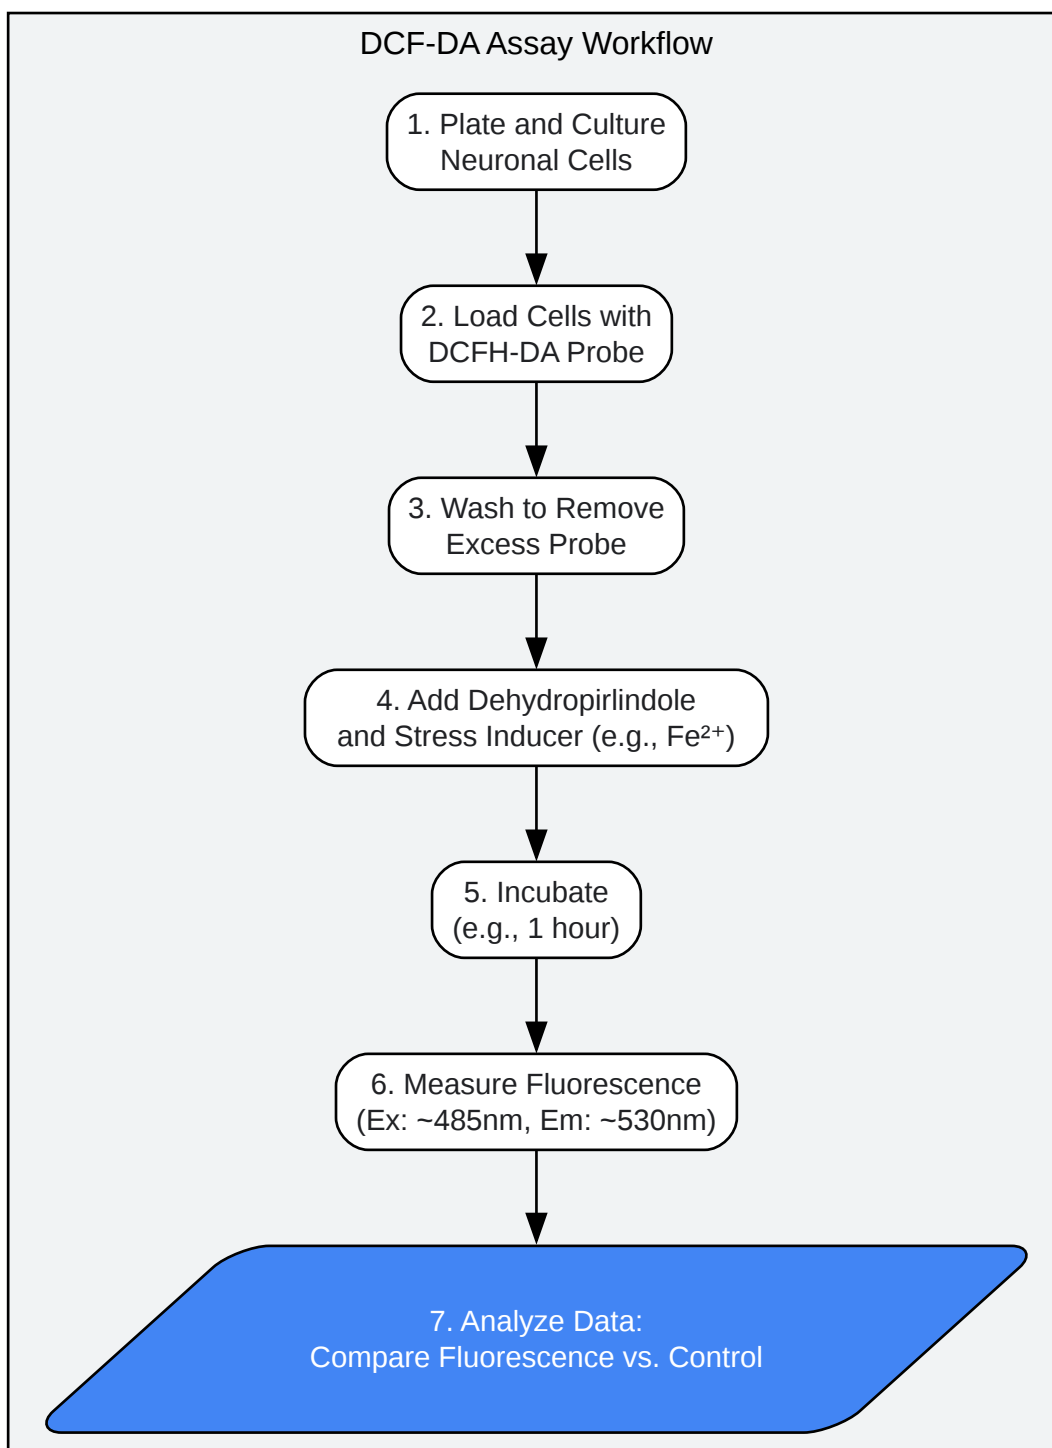 DCF-DA Assay Workflow
1. Plate and Culture
Neuronal Cells
2. Load Cells with
DCFH-DA Probe
3. Wash to Remove
Excess Probe
4. Add Dehydropirlindole
and Stress Inducer (e.g., Fe²⁺)
5. Incubate
(e.g., 1 hour)
6. Measure Fluorescence
(Ex: ~485nm, Em: ~530nm)
7. Analyze Data:
Compare Fluorescence vs. Control